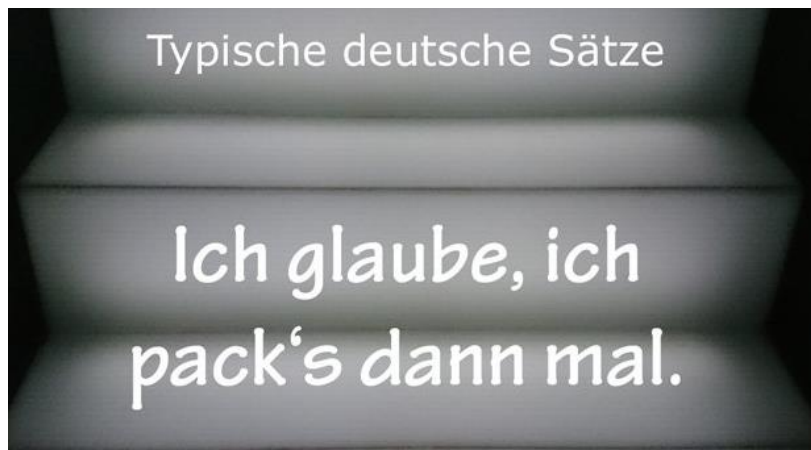 Typische deutsche Sätze
Ich glaube, ich
pack‘s dann mal.